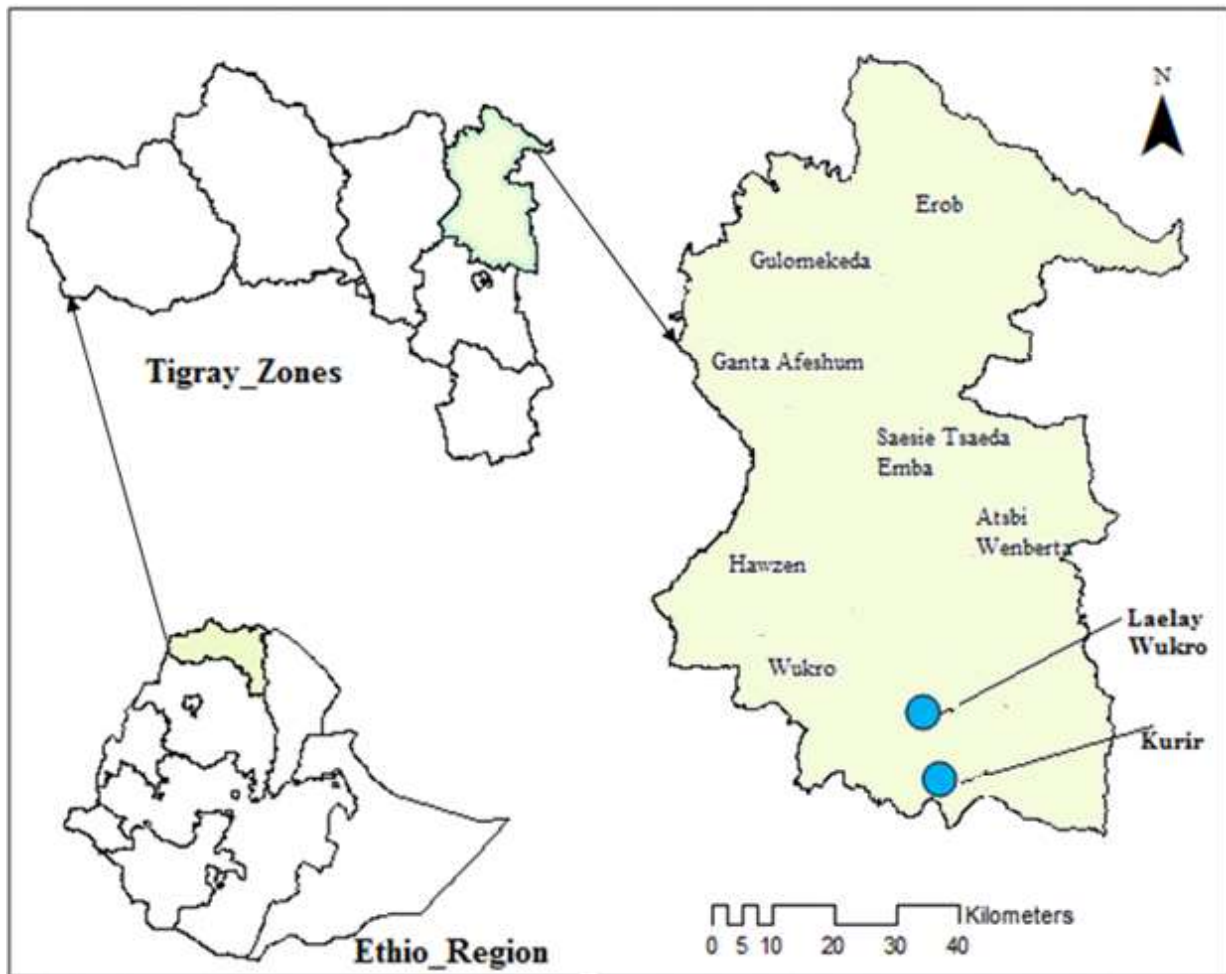 N
Erob
Gulomekeda
Ganta Afeshum
Tigray_Zones
Saesie Tsaeda
Emba
Atsbi
Wenberta
Hawzen
Laelay
Wukro
Wukro
Kurir
Kilometers
0 5 10 20 30 40
Ethio_Region